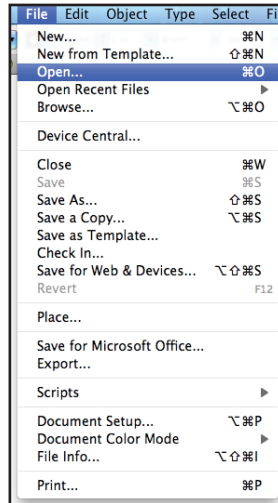 File Edit Object Type Select Fi
New... ⌘N
New from Template... ⇧⌘N
Open... ⌘O
Open Recent Files ▶
Browse... ⌥⌘O
Device Central...
Close ⌘W
Save ⌘S
Save As... ⇧⌘S
Save a Copy... ⌥⌘S
Save as Template...
Check In...
Save for Web & Devices... ⌥⇧⌘S
Revert F12
Place...
Save for Microsoft Office...
Export...
Scripts ▶
Document Setup... ⌥⌘P
Document Color Mode ▶
File Info... ⌥⇧⌘I
Print... ⌘P